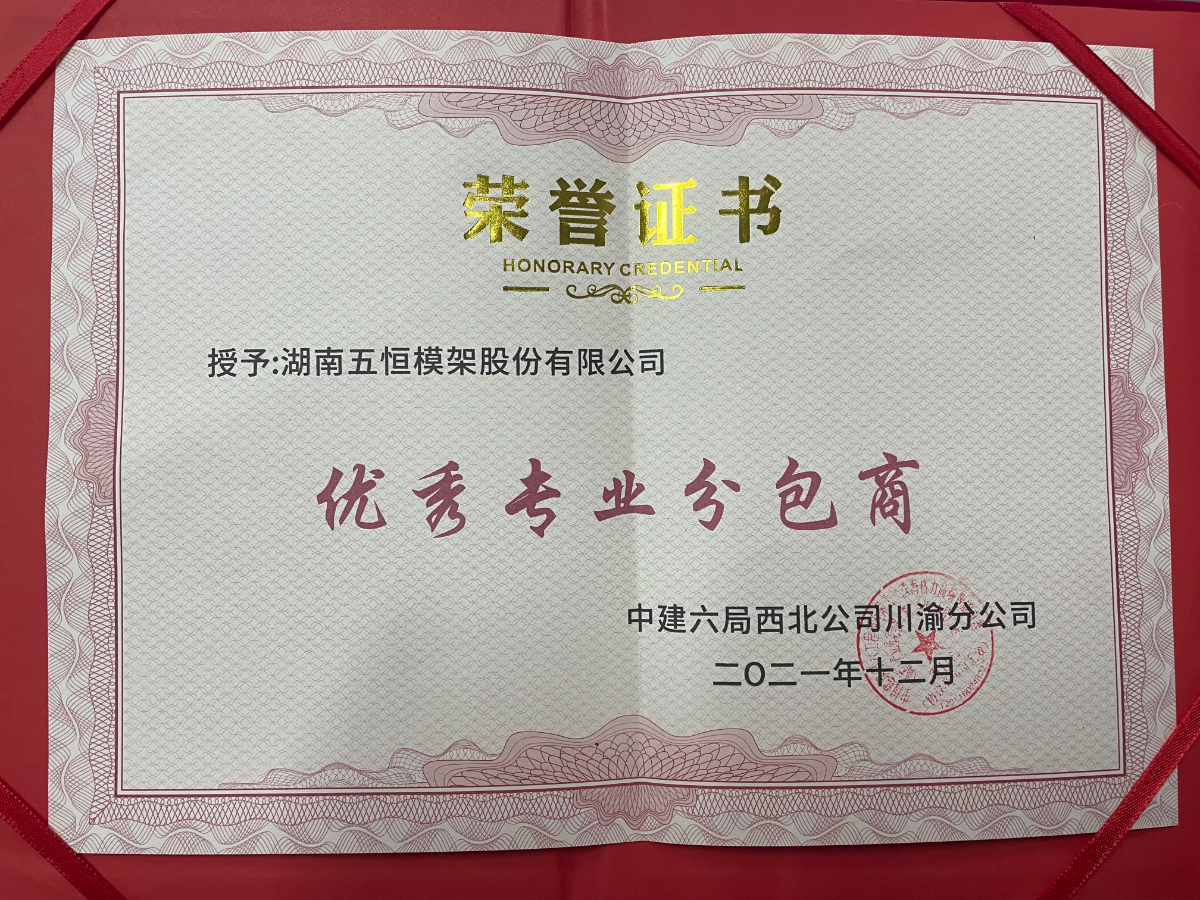 荣誉证书
HONORARY CREDENTIAL
授予:湖南五恒模架股份有限公司
优秀专业分包商
中建六局西北公司川渝分公司
二〇二一年十二月